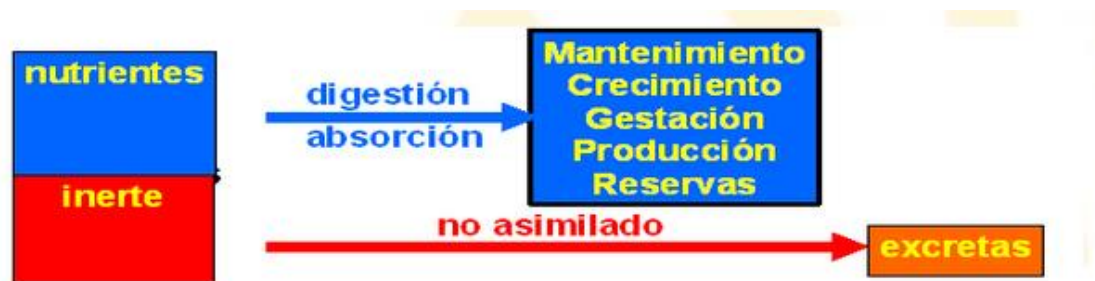 nutrientes
inerte
digestión
absorción
Mantenimiento
Crecimiento
Gestación
Producción
Reservas
no asimilado
excretas